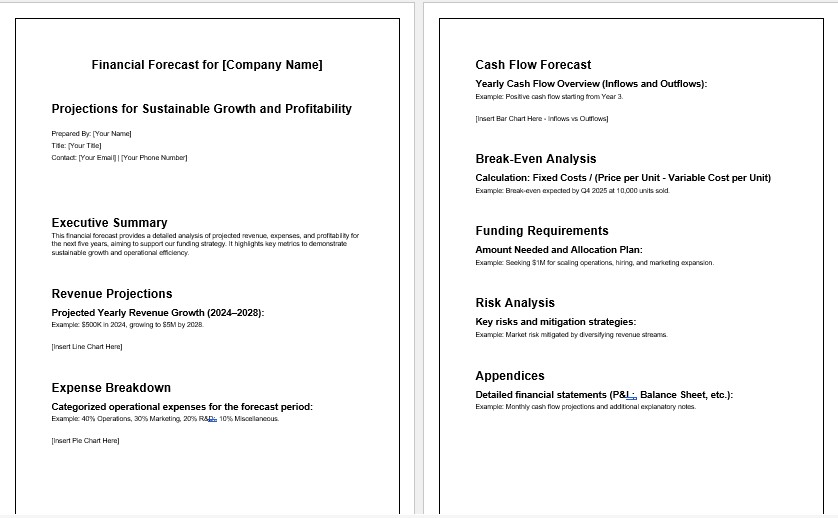 Financial Forecast for [Company Name]
Projections for Sustainable Growth and Profitability
Prepared By: [Your Name]
Title: [Your Title]
Contact: [Your Email] | [Your Phone Number]
Executive Summary
This financial forecast provides a detailed analysis of projected revenue, expenses, and profitability for
the next five years, aiming to support our funding strategy. It highlights key metrics to demonstrate
sustainable growth and operational efficiency.
Revenue Projections
Projected Yearly Revenue Growth (2024–2028):
Example: $500K in 2024, growing to $5M by 2028.
[Insert Line Chart Here]
Expense Breakdown
Categorized operational expenses for the forecast period:
Example: 40% Operations, 30% Marketing, 20% R&D;, 10% Miscellaneous.
[Insert Pie Chart Here]
Cash Flow Forecast
Yearly Cash Flow Overview (Inflows and Outflows):
Example: Positive cash flow starting from Year 3.
[Insert Bar Chart Here - Inflows vs Outflows]
Break-Even Analysis
Calculation: Fixed Costs / (Price per Unit - Variable Cost per Unit)
Example: Break-even expected by Q4 2025 at 10,000 units sold.
Funding Requirements
Amount Needed and Allocation Plan:
Example: Seeking $1M for scaling operations, hiring, and marketing expansion.
Risk Analysis
Key risks and mitigation strategies:
Example: Market risk mitigated by diversifying revenue streams.
Appendices
Detailed financial statements (P&L;, Balance Sheet, etc.):
Example: Monthly cash flow projections and additional explanatory notes.